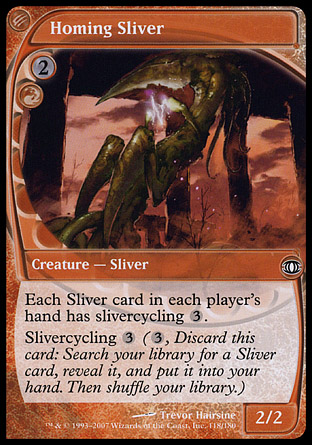 Homing Sliver
2
Creature — Sliver
Each Sliver card in each player's
hand has slivercycling 3.
Slivercycling 3 (3, Discard this
card: Search your library for a Sliver
card, reveal it, and put it into your
hand. Then shuffle your library.)
Trevor Hairsine
™ & © 1993-2007 Wizards of the Coast, Inc. 118/180
2/2